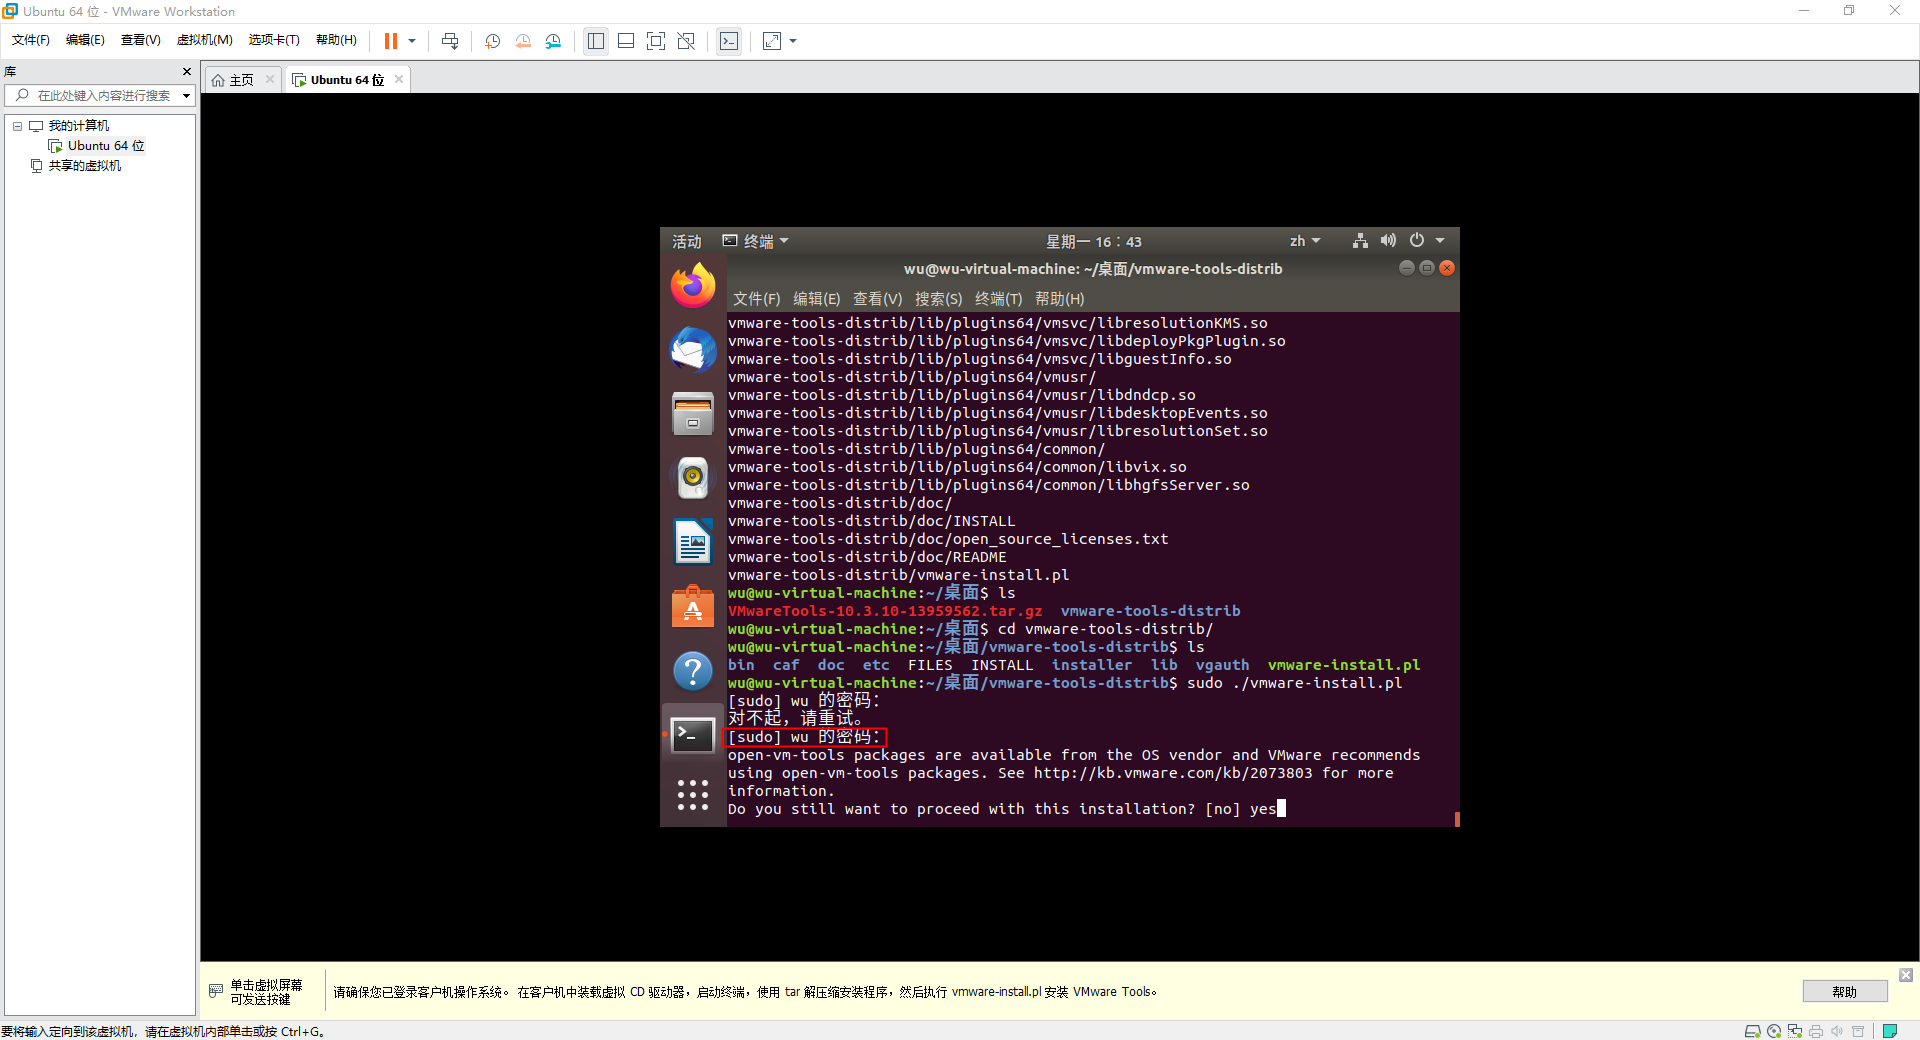 Ubuntu 64 位 - VMware Workstation
文件(F) 编辑(E) 查看(V) 虚拟机(M) 选项卡(T) 帮助(H)
库
在此处键入内容进行搜索
我的计算机
Ubuntu 64 位
共享的虚拟机
主页
Ubuntu 64 位
活动 终端 星期一 16：43 zh
wu@wu-virtual-machine: ~/桌面/vmware-tools-distrib
文件(F) 编辑(E) 查看(V) 搜索(S) 终端(T) 帮助(H)
vmware-tools-distrib/lib/plugins64/vmsvc/libresolutionKMS.so
vmware-tools-distrib/lib/plugins64/vmsvc/libdeployPkgPlugin.so
vmware-tools-distrib/lib/plugins64/vmsvc/libguestInfo.so
vmware-tools-distrib/lib/plugins64/vmusr/
vmware-tools-distrib/lib/plugins64/vmusr/libdndcp.so
vmware-tools-distrib/lib/plugins64/vmusr/libdesktopEvents.so
vmware-tools-distrib/lib/plugins64/vmusr/libresolutionSet.so
vmware-tools-distrib/lib/plugins64/common/
vmware-tools-distrib/lib/plugins64/common/libvix.so
vmware-tools-distrib/lib/plugins64/common/libhgfsServer.so
vmware-tools-distrib/doc/
vmware-tools-distrib/doc/INSTALL
vmware-tools-distrib/doc/open_source_licenses.txt
vmware-tools-distrib/doc/README
vmware-tools-distrib/vmware-install.pl
wu@wu-virtual-machine:~/桌面$ ls
VMwareTools-10.3.10-13959562.tar.gz vmware-tools-distrib
wu@wu-virtual-machine:~/桌面$ cd vmware-tools-distrib/
wu@wu-virtual-machine:~/桌面/vmware-tools-distrib$ ls
bin caf doc etc FILES INSTALL installer lib vgauth vmware-install.pl
wu@wu-virtual-machine:~/桌面/vmware-tools-distrib$ sudo ./vmware-install.pl
[sudo] wu 的密码：
对不起，请重试。
[sudo] wu 的密码：
open-vm-tools packages are available from the OS vendor and VMware recommends
using open-vm-tools packages. See http://kb.vmware.com/kb/2073803 for more
information.
Do you still want to proceed with this installation? [no] yes
单击虚拟屏幕
可发送按键
请确保您已登录客户机操作系统。在客户机中装载虚拟 CD 驱动器，启动终端，使用 tar 解压缩安装程序，然后执行 vmware-install.pl 安装 VMware Tools。
帮助
要将输入定向到该虚拟机，请在虚拟机内部单击或按 Ctrl+G。